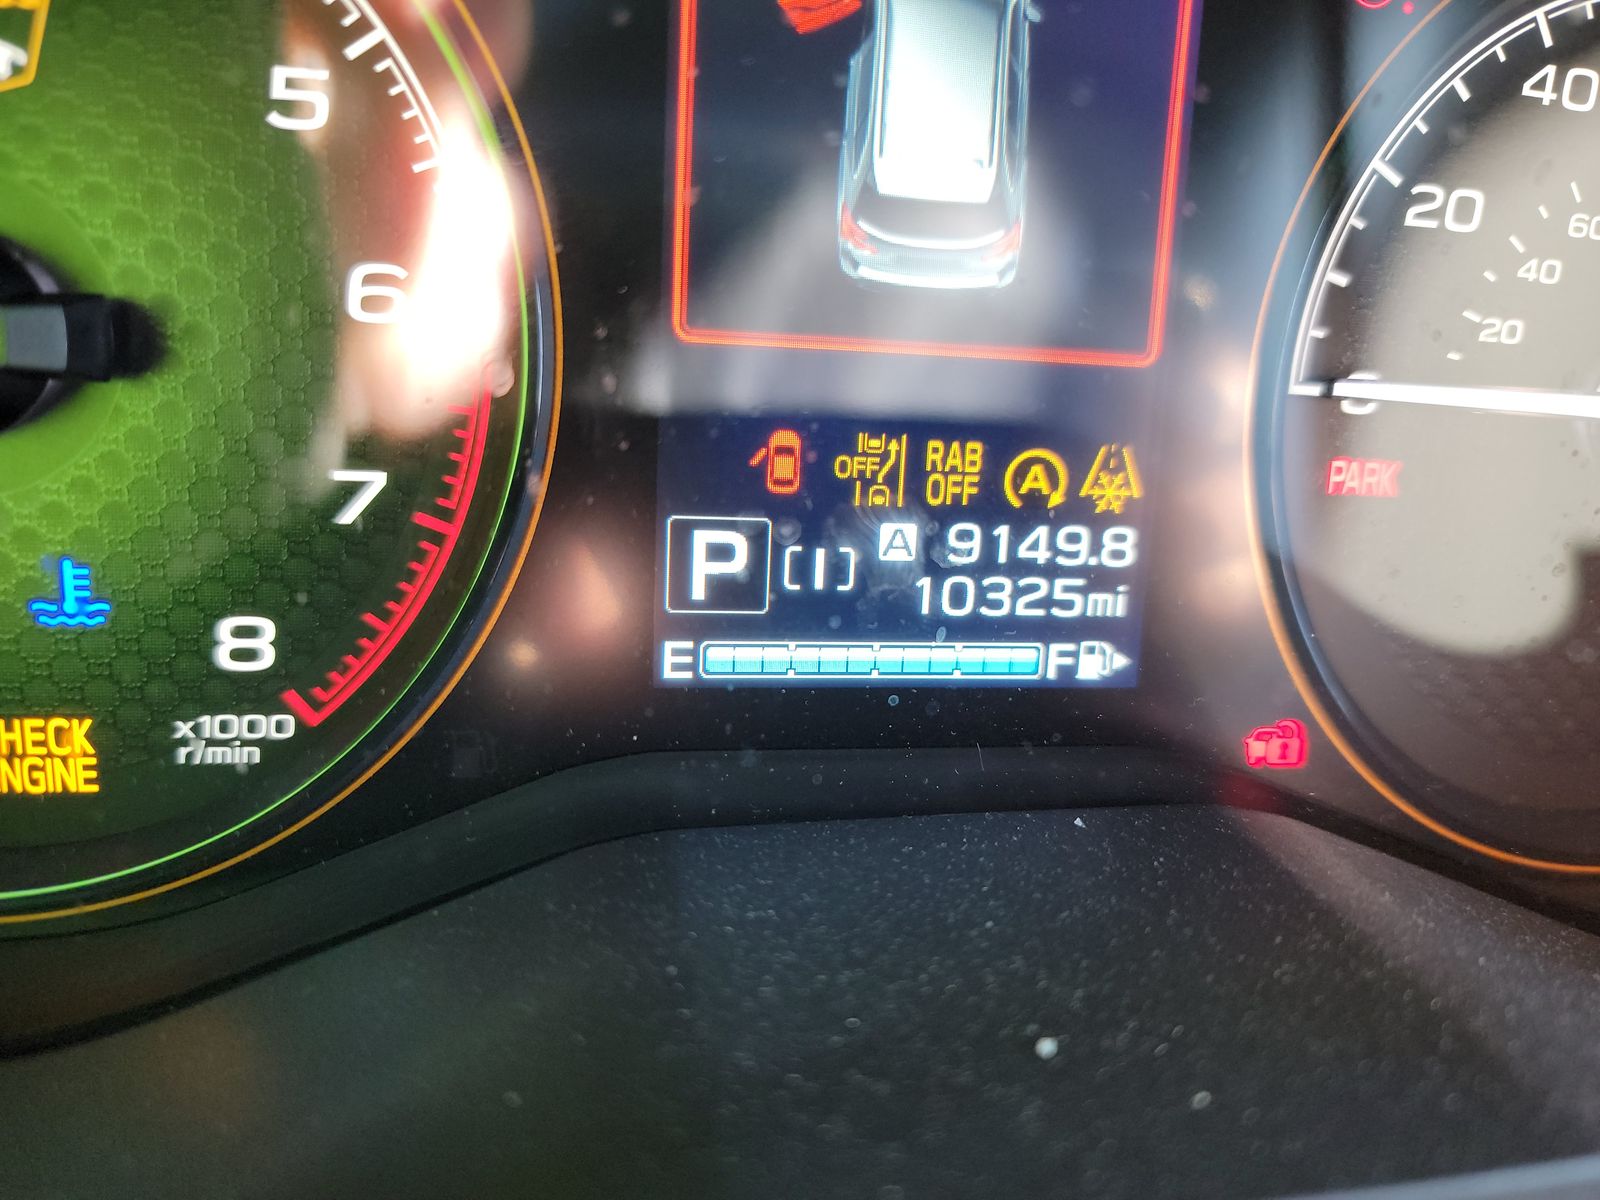 5
6
7
8
x1000
r/min
HECK
NGINE
OFF
RAB
OFF
A
P
[I]
A 9149.8
10325mi
E
F
40
20
0
60
40
20
PARK